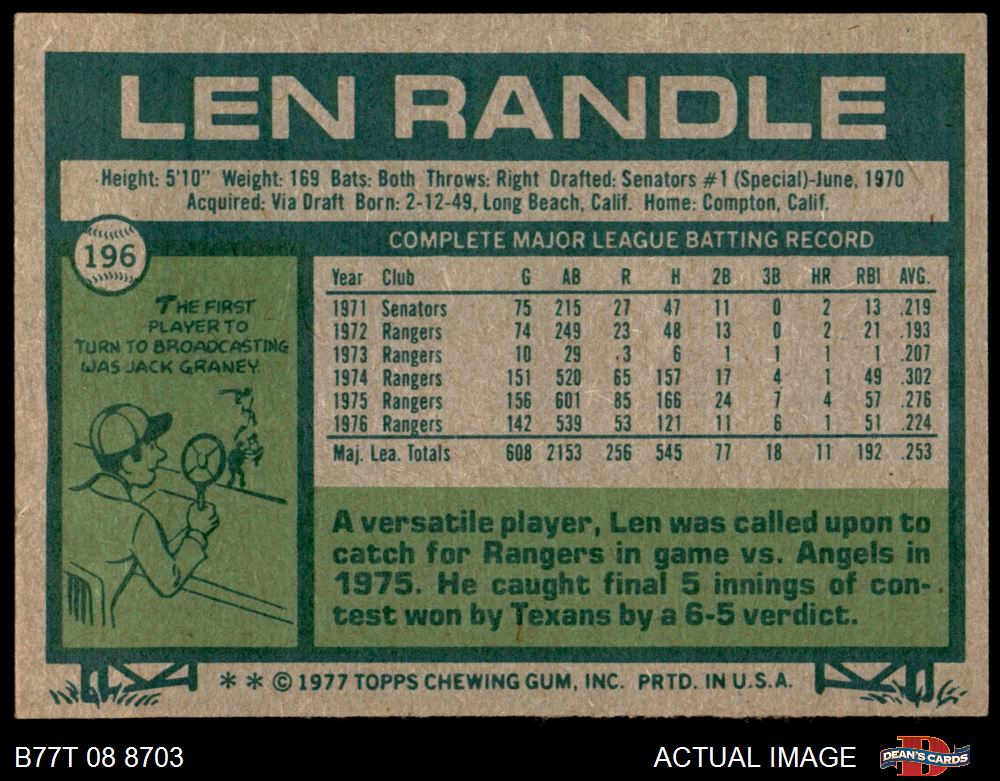 LEN RANDLE
Height: 5'10" Weight: 169 Bats: Both Throws: Right Drafted: Senators #1 (Special)-June, 1970
Acquired: Via Draft Born: 2-12-49, Long Beach, Calif. Home: Compton, Calif.
196
THE FIRST
PLAYER TO
TURN TO BROADCASTING
WAS JACK GRANEY.
COMPLETE MAJOR LEAGUE BATTING RECORD
Year Club G AB R H 2B 3B HR RBI AVG.
1971 Senators 75 215 27 47 11 0 2 13 .219
1972 Rangers 74 249 23 48 13 0 2 21 .193
1973 Rangers 10 29 3 6 1 1 1 1 .207
1974 Rangers 151 520 65 157 17 4 1 49 .302
1975 Rangers 156 601 85 166 24 7 4 57 .276
1976 Rangers 142 539 53 121 11 6 1 51 .224
Maj. Lea. Totals 608 2153 256 545 77 18 11 192 .253
A versatile player, Len was called upon to
catch for Rangers in game vs. Angels in
1975. He caught final 5 innings of con-
test won by Texans by a 6-5 verdict.
** © 1977 TOPPS CHEWING GUM, INC. PRTD. IN U.S.A.
B77T 08 8703
ACTUAL IMAGE
DEAN'S CARDS